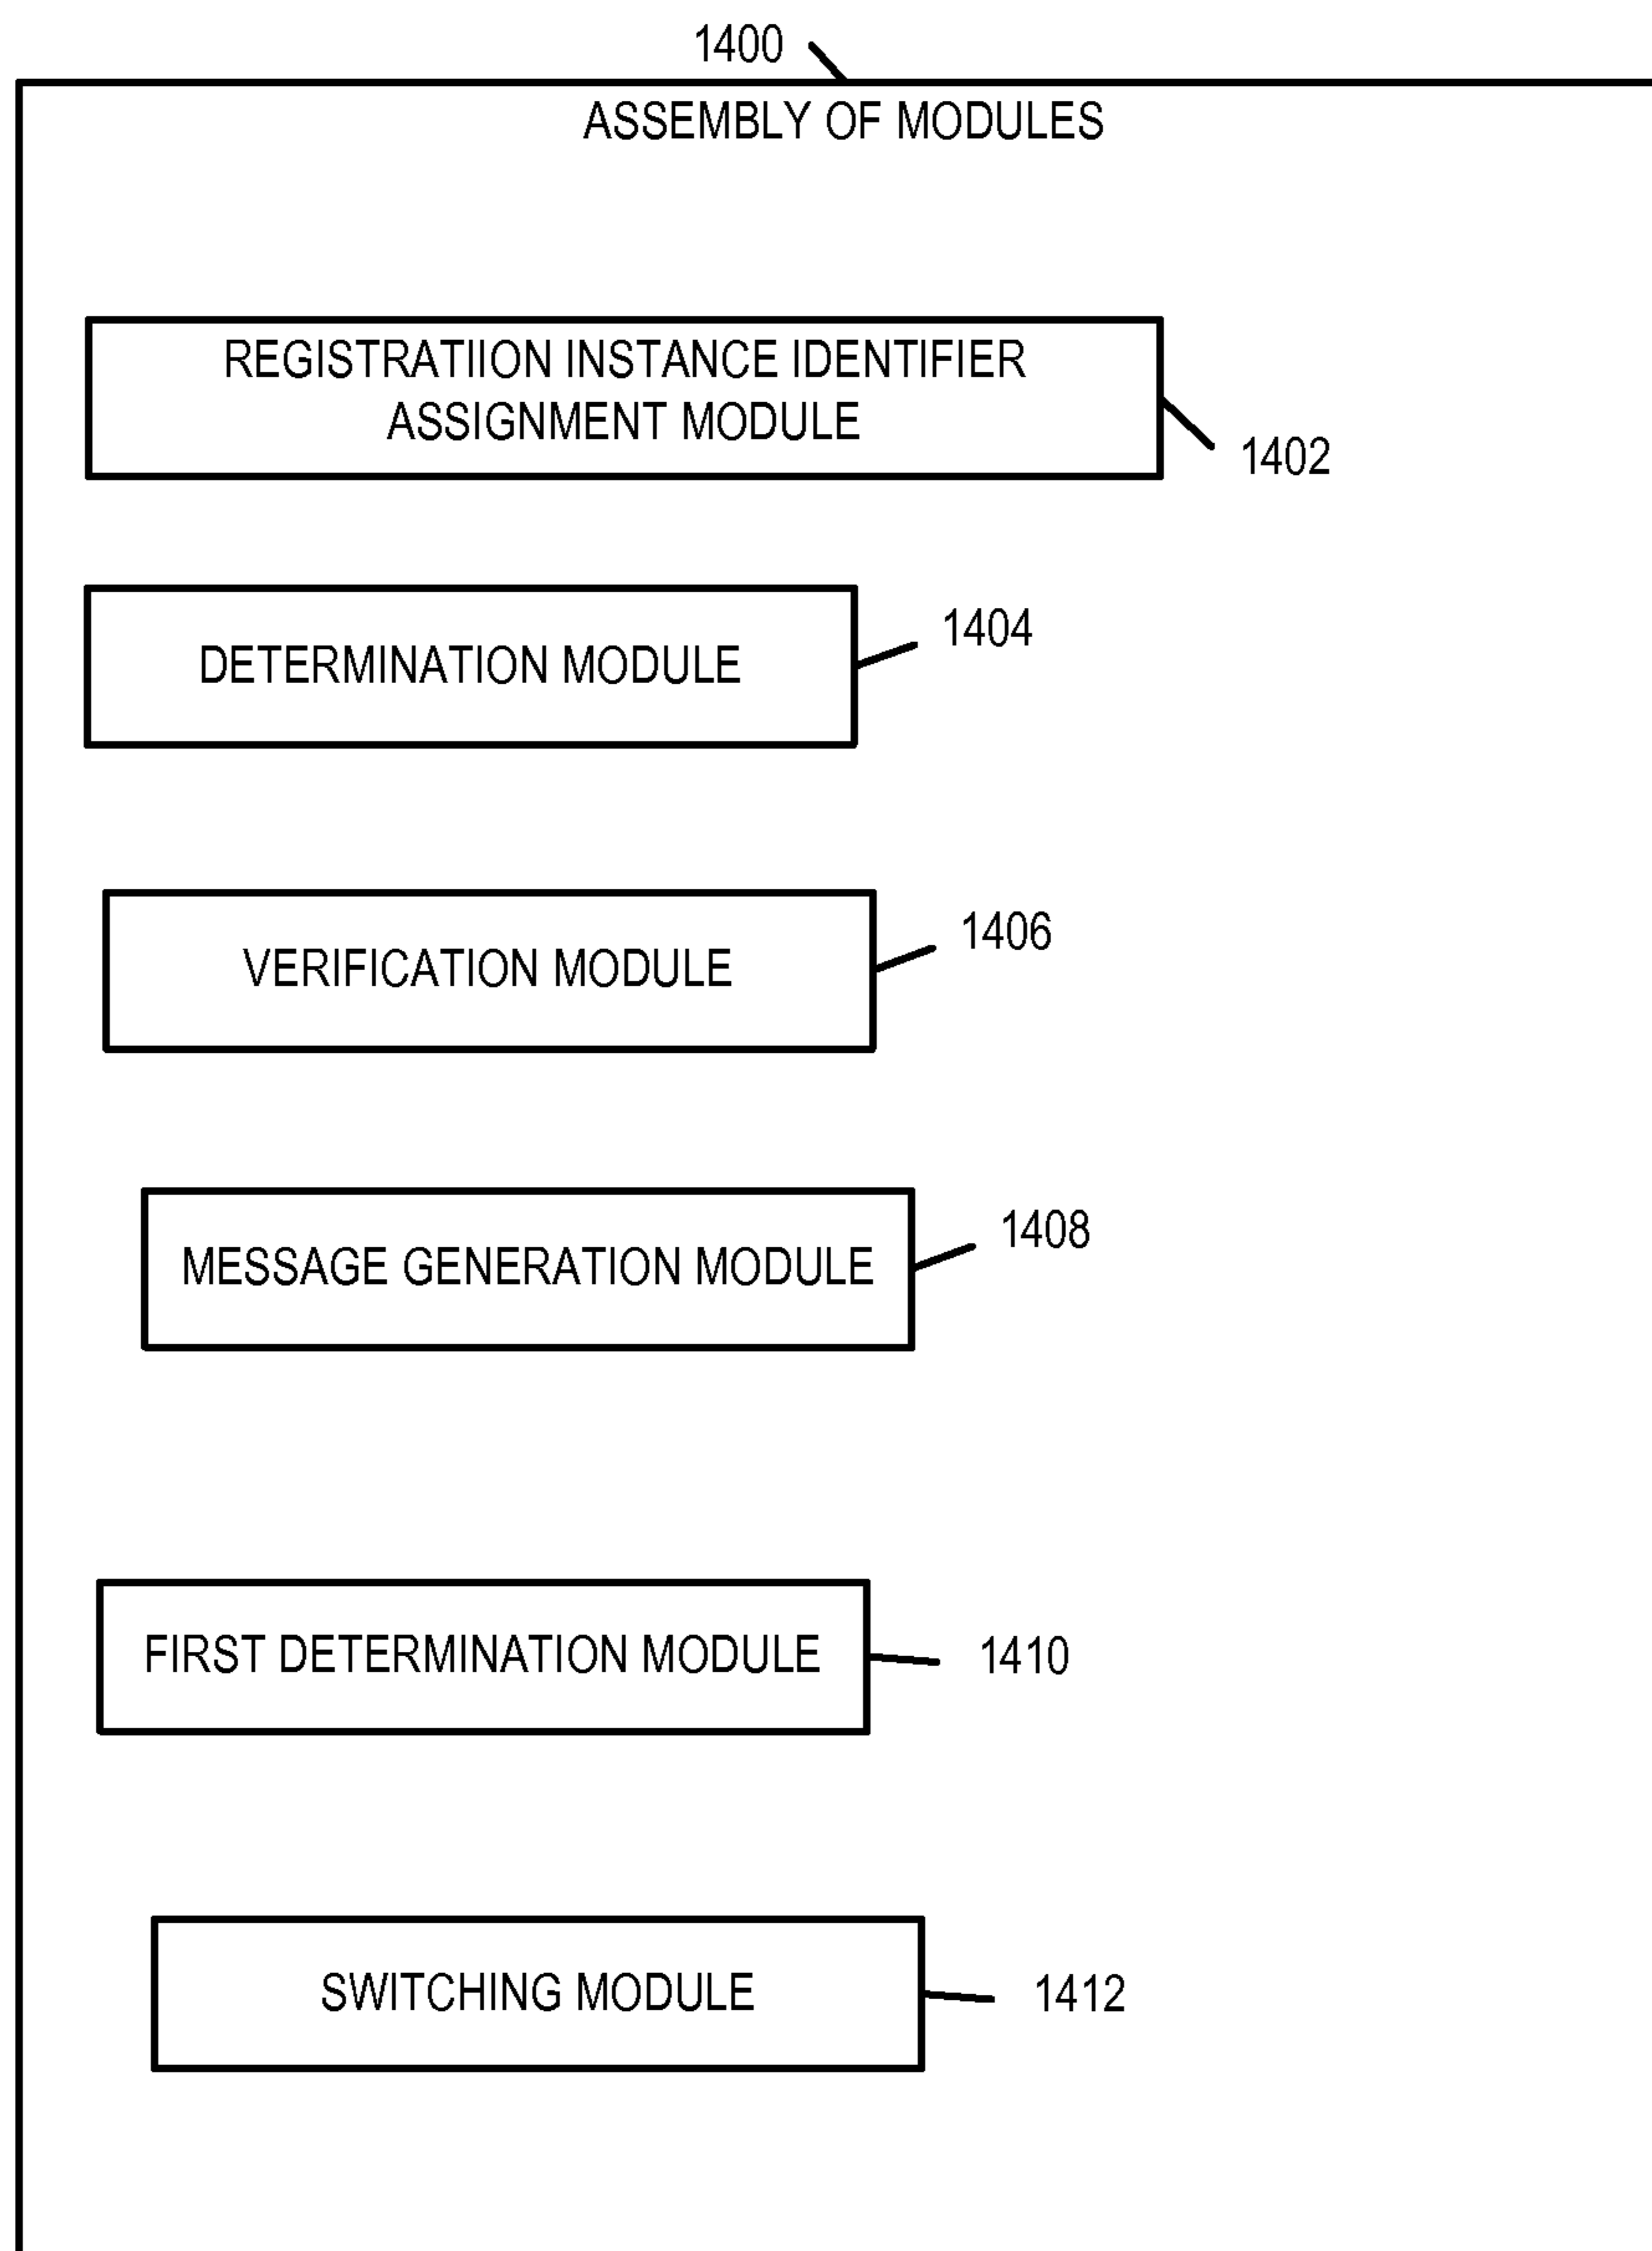 1400
ASSEMBLY OF MODULES
REGISTRATIION INSTANCE IDENTIFIER
ASSIGNMENT MODULE
1402
1404
DETERMINATION MODULE
1406
VERIFICATION MODULE
1408
MESSAGE GENERATION MODULE
FIRST DETERMINATION MODULE
1410
SWITCHING MODULE
1412